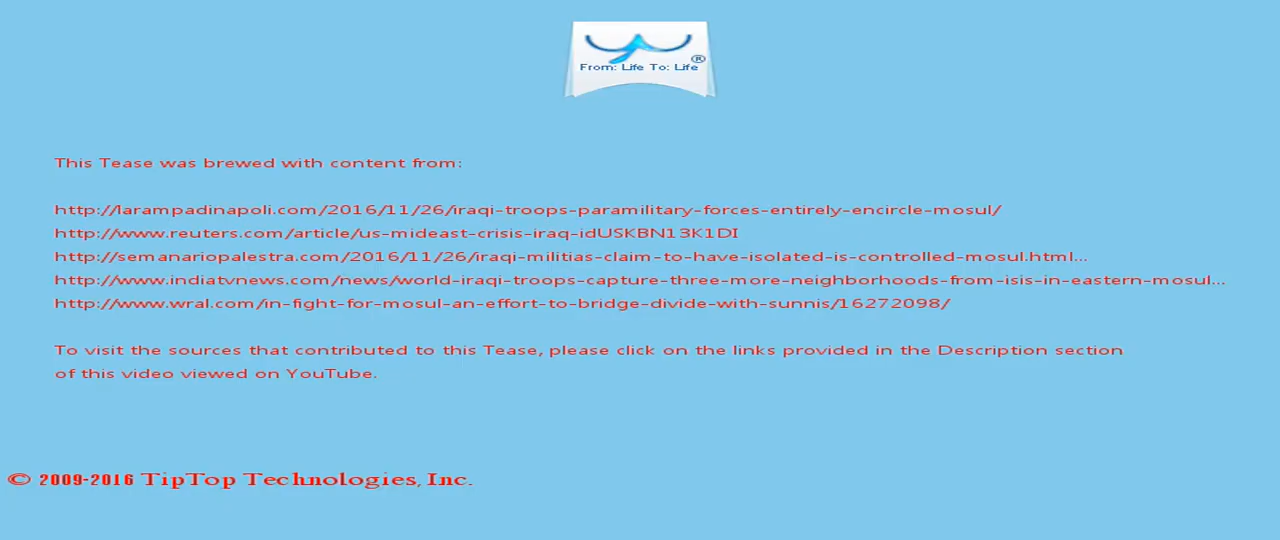 From: Life To: Life ®
This Tease was brewed with content from:
http://larampadinapoli.com/2016/11/26/iraqi-troops-paramilitary-forces-entirely-encircle-mosul/
http://www.reuters.com/article/us-mideast-crisis-iraq-idUSKBN13K1DI
http://semanariopalestra.com/2016/11/26/iraqi-militias-claim-to-have-isolated-is-controlled-mosul.html...
http://www.indiatvnews.com/news/world-iraqi-troops-capture-three-more-neighborhoods-from-isis-in-eastern-mosul...
http://www.wral.com/in-fight-for-mosul-an-effort-to-bridge-divide-with-sunnis/16272098/
To visit the sources that contributed to this Tease, please click on the links provided in the Description section
of this video viewed on YouTube.
© 2009-2016 TipTop Technologies, Inc.